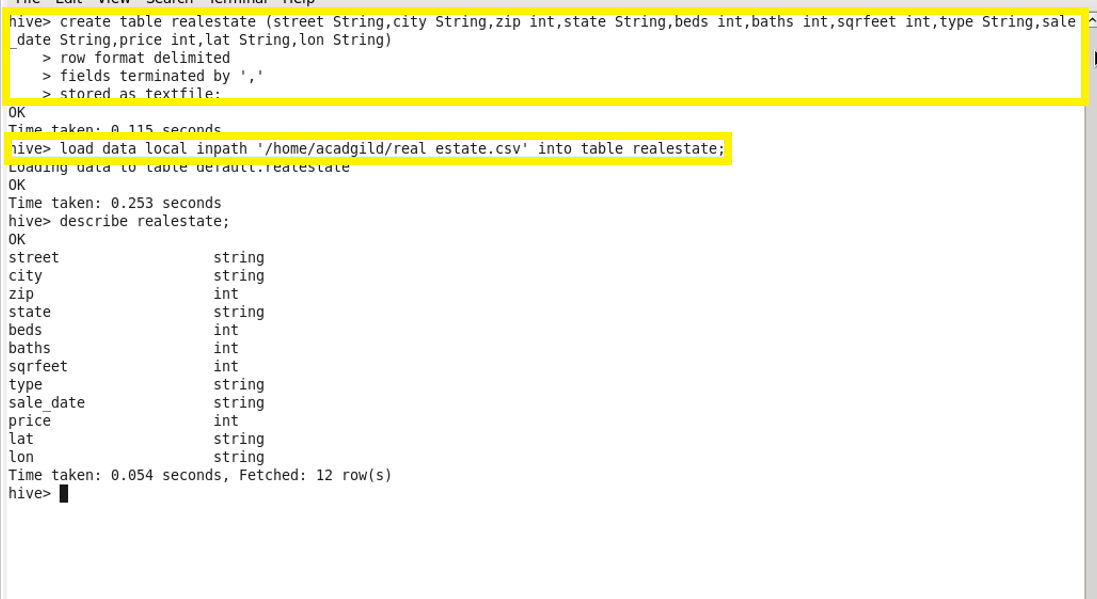 File Edit View Search Terminal Help
hive> create table realestate (street String,city String,zip int,state String,beds int,baths int,sqrfeet int,type String,sale
_date String,price int,lat String,lon String)
> row format delimited
> fields terminated by ','
> stored as textfile;
OK
Time taken: 0.115 seconds
hive> load data local inpath '/home/acadgild/real estate.csv' into table realestate;
Loading data to table default.realestate
OK
Time taken: 0.253 seconds
hive> describe realestate;
OK
street string
city string
zip int
state string
beds int
baths int
sqrfeet int
type string
sale_date string
price int
lat string
lon string
Time taken: 0.054 seconds, Fetched: 12 row(s)
hive>